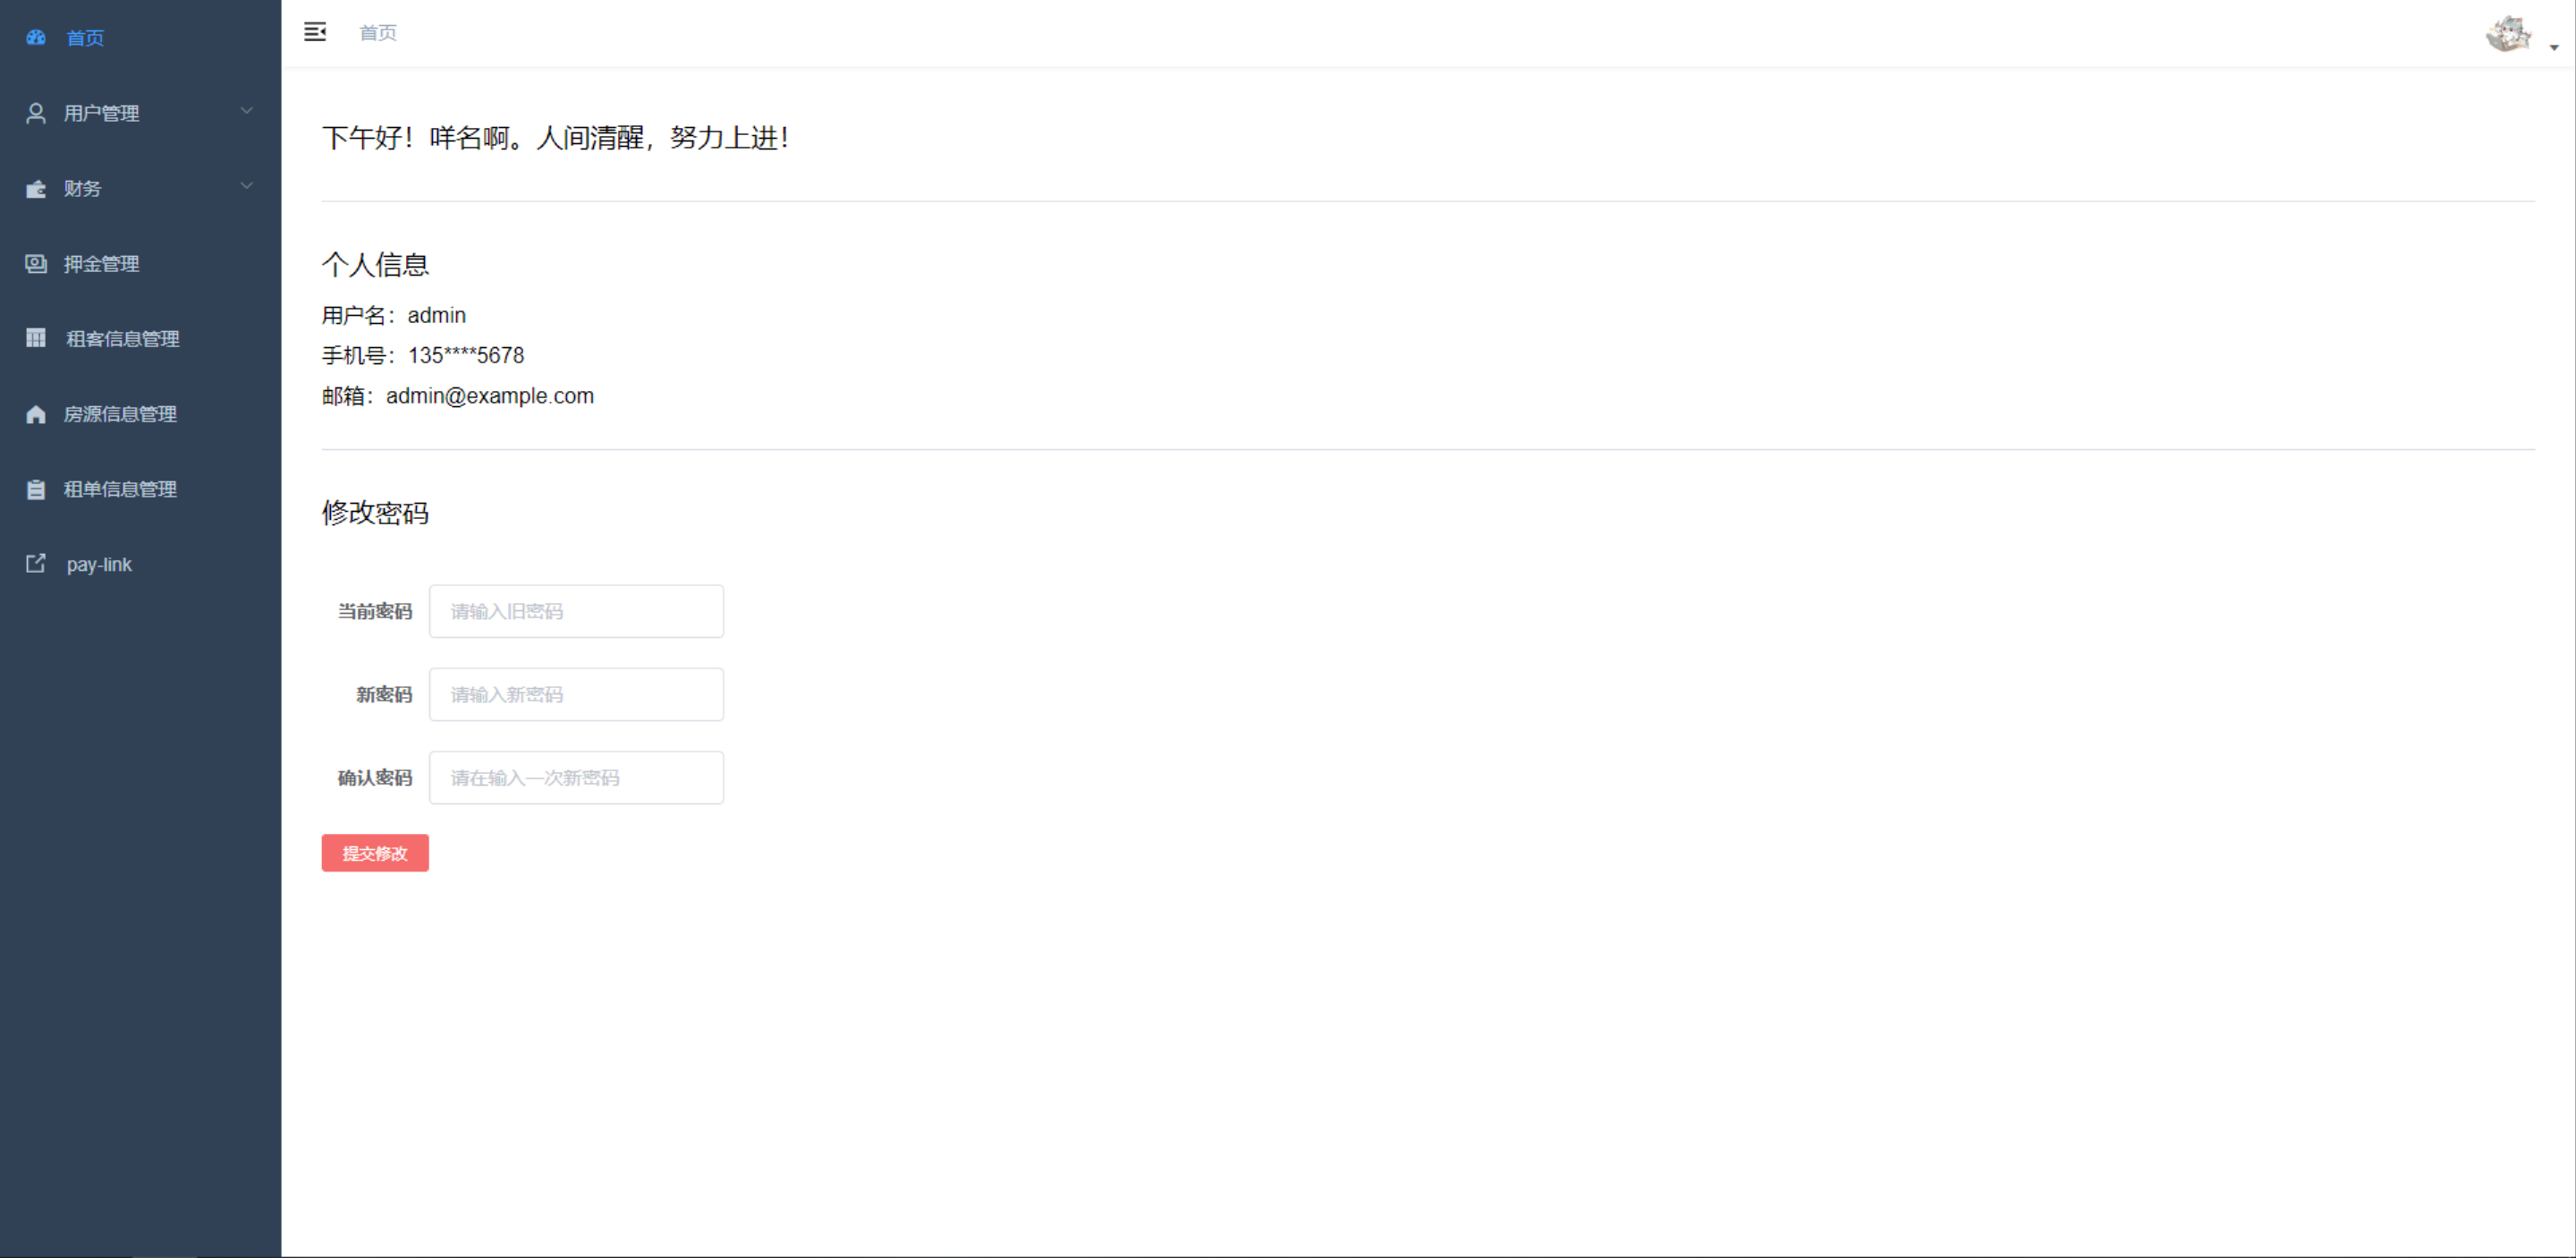 首页
用户管理
财务
押金管理
租客信息管理
房源信息管理
租单信息管理
pay-link
首页
下午好！咩名啊。人间清醒，努力上进！
个人信息
用户名：admin
手机号：135****5678
邮箱：admin@example.com
修改密码
当前密码 请输入旧密码
新密码 请输入新密码
确认密码 请在输入一次新密码
提交修改